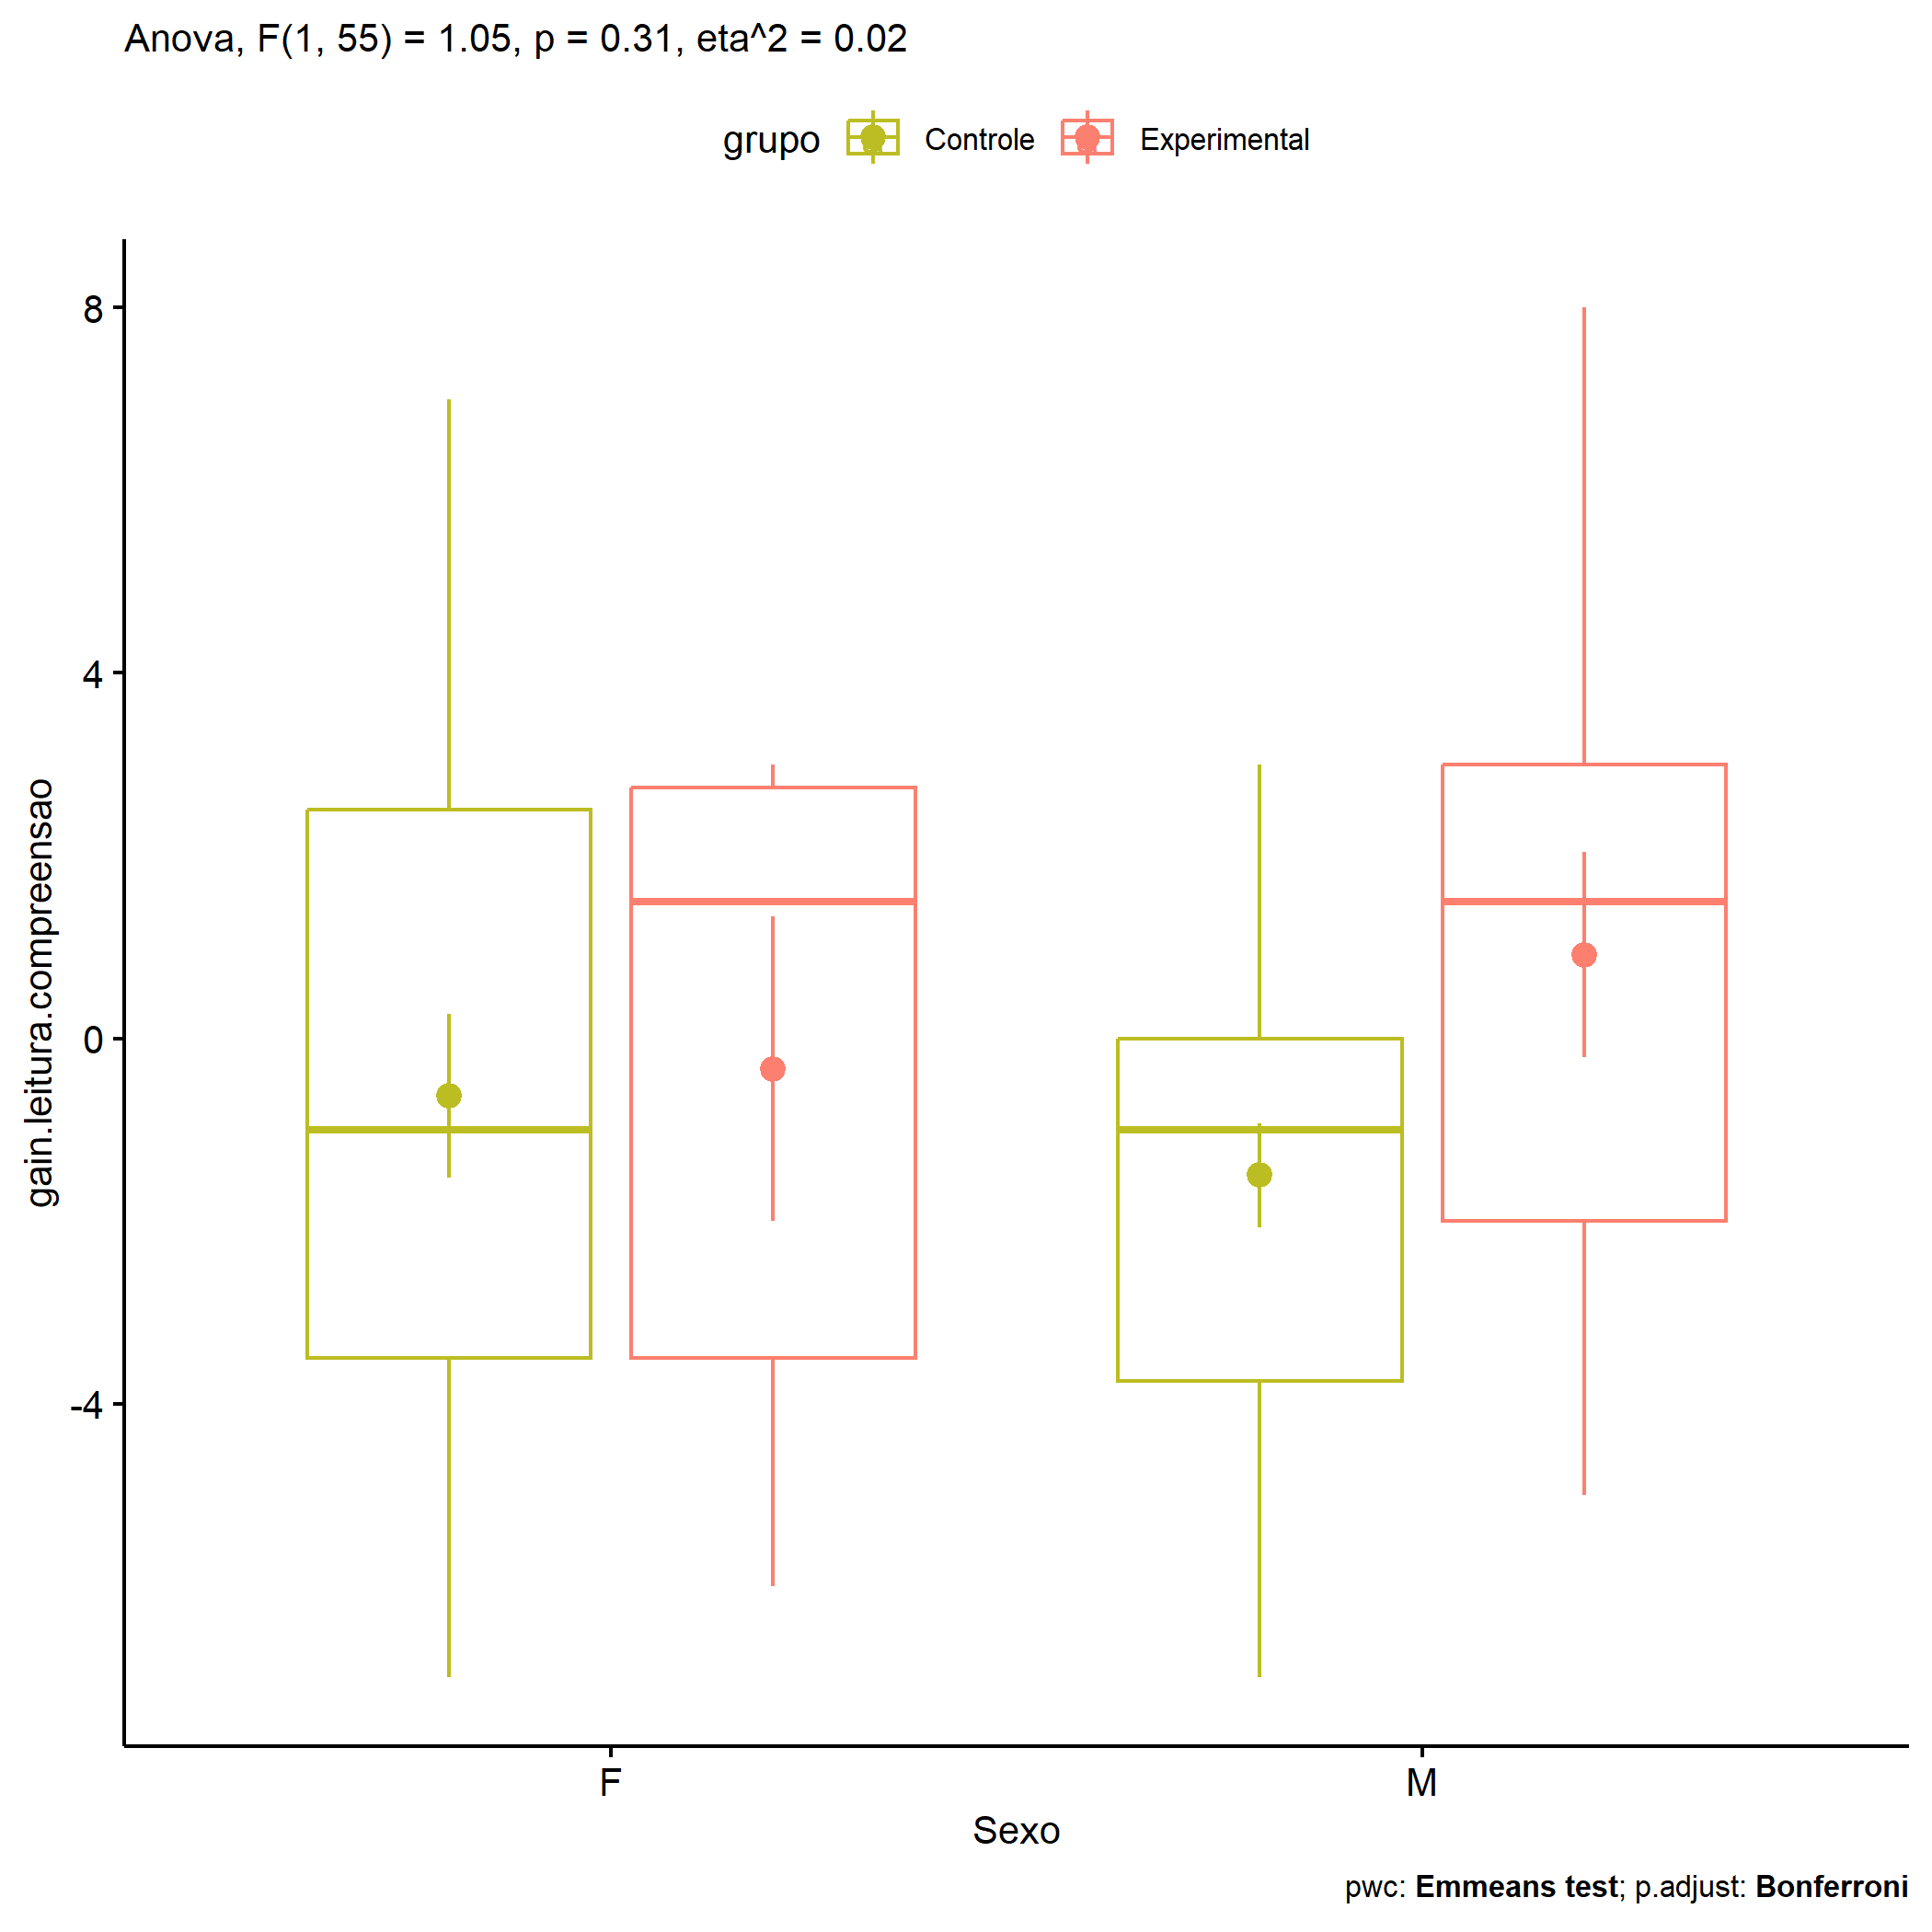 Anova, F(1, 55) = 1.05, p = 0.31, eta^2 = 0.02
grupo Controle Experimental
8
4
0
-4
gain.leitura.compreensao
F M
Sexo
pwc: Emmeans test; p.adjust: Bonferroni